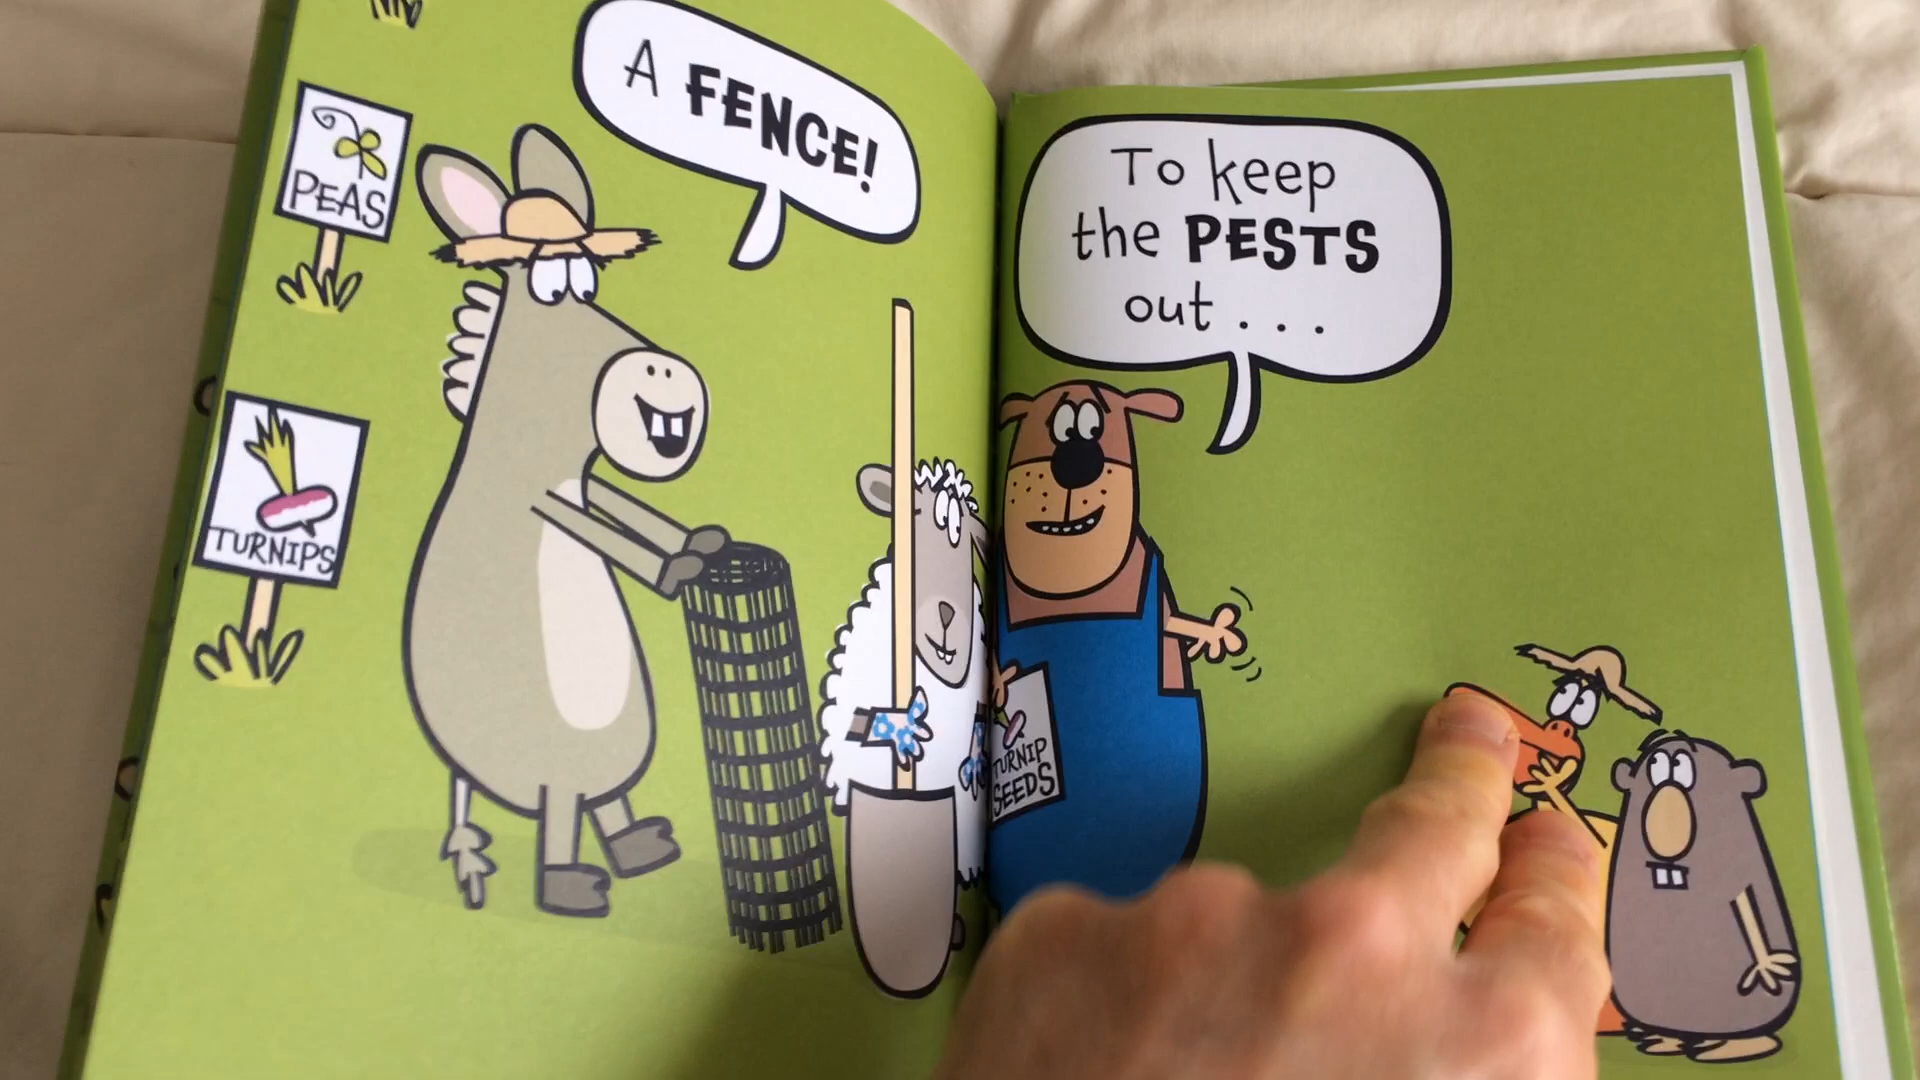 A FENCE!
PEAS
TURNIPS
To keep
the PESTS
out...
TURNIP
SEEDS